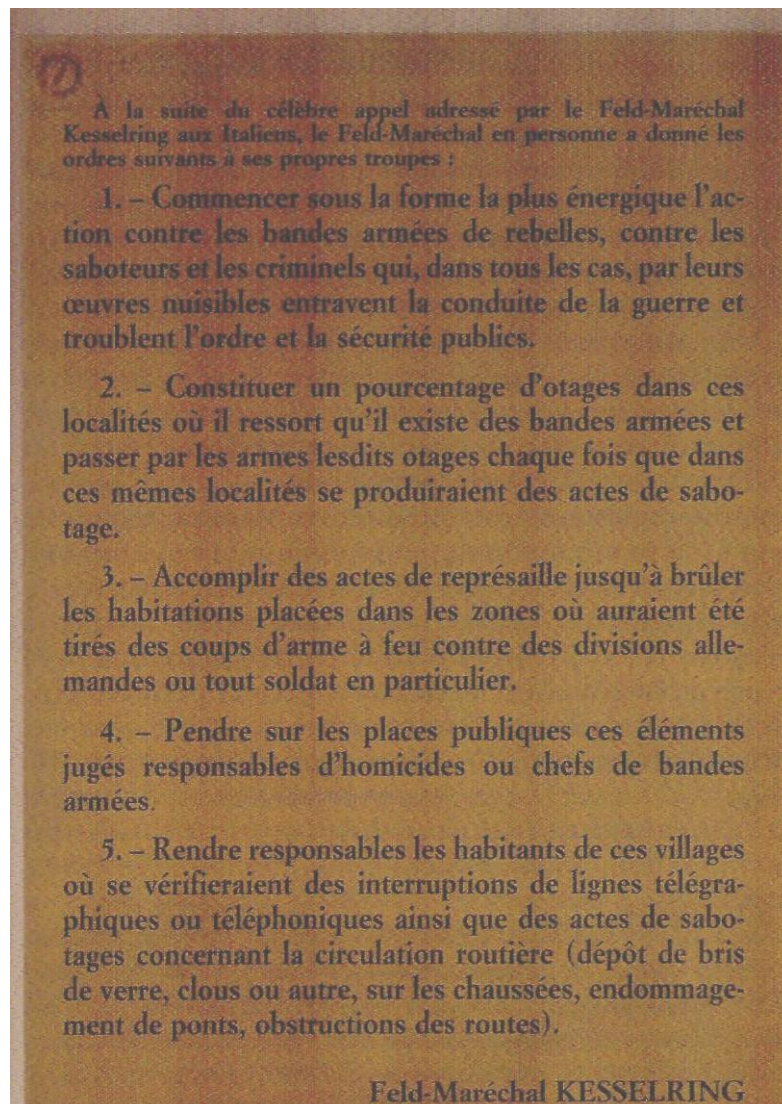 7
À la suite du célèbre appel adressé par le Feld-Maréchal
Kesselring aux Italiens, le Feld-Maréchal en personne a donné les
ordres suivants à ses propres troupes :
1. – Commencer sous la forme la plus énergique l'ac-
tion contre les bandes armées de rebelles, contre les
saboteurs et les criminels qui, dans tous les cas, par leurs
œuvres nuisibles entravent la conduite de la guerre et
troublent l'ordre et la sécurité publics.
2. – Constituer un pourcentage d'otages dans ces
localités où il ressort qu'il existe des bandes armées et
passer par les armes lesdits otages chaque fois que dans
ces mêmes localités se produiraient des actes de sabo-
tage.
3. – Accomplir des actes de représaille jusqu'à brûler
les habitations placées dans les zones où auraient été
tirés des coups d'arme à feu contre des divisions alle-
mandes ou tout soldat en particulier.
4. – Pendre sur les places publiques ces éléments
jugés responsables d'homicides ou chefs de bandes
armées.
5. – Rendre responsables les habitants de ces villages
où se vérifieraient des interruptions de lignes télégra-
phiques ou téléphoniques ainsi que des actes de sabo-
tages concernant la circulation routière (dépôt de bris
de verre, clous ou autre, sur les chaussées, endommage-
ment de ponts, obstructions des routes).
Feld-Maréchal KESSELRING